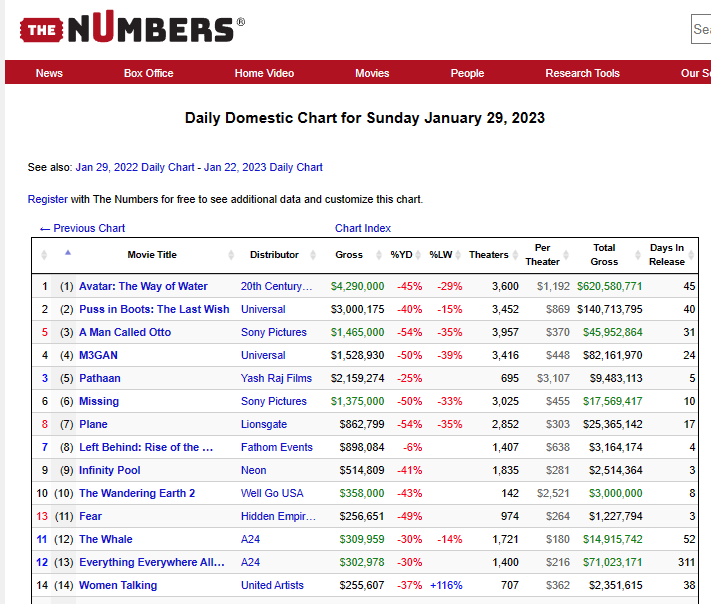 THE NUMBERS®
Sea
News Box Office Home Video Movies People Research Tools Our S
Daily Domestic Chart for Sunday January 29, 2023
See also: Jan 29, 2022 Daily Chart - Jan 22, 2023 Daily Chart
Register with The Numbers for free to see additional data and customize this chart.
← Previous Chart Chart Index
Movie Title Distributor Gross %YD %LW Theaters Per Theater Total Gross Days In Release
1 (1) Avatar: The Way of Water 20th Century… $4,290,000 -45% -29% 3,600 $1,192 $620,580,771 45
2 (2) Puss in Boots: The Last Wish Universal $3,000,175 -40% -15% 3,452 $869 $140,713,795 40
5 (3) A Man Called Otto Sony Pictures $1,465,000 -54% -35% 3,957 $370 $45,952,864 31
4 (4) M3GAN Universal $1,528,930 -50% -39% 3,416 $448 $82,161,970 24
3 (5) Pathaan Yash Raj Films $2,159,274 -25% 695 $3,107 $9,483,113 5
6 (6) Missing Sony Pictures $1,375,000 -50% -33% 3,025 $455 $17,569,417 10
8 (7) Plane Lionsgate $862,799 -54% -35% 2,852 $303 $25,365,142 17
7 (8) Left Behind: Rise of the … Fathom Events $898,084 -6% 1,407 $638 $3,164,174 4
9 (9) Infinity Pool Neon $514,809 -41% 1,835 $281 $2,514,364 3
10 (10) The Wandering Earth 2 Well Go USA $358,000 -43% 142 $2,521 $3,000,000 8
13 (11) Fear Hidden Empir… $256,651 -49% 974 $264 $1,227,794 3
11 (12) The Whale A24 $309,959 -30% -14% 1,721 $180 $14,915,742 52
12 (13) Everything Everywhere All… A24 $302,978 -30% 1,400 $216 $71,023,171 311
14 (14) Women Talking United Artists $255,607 -37% +116% 707 $362 $2,351,615 38